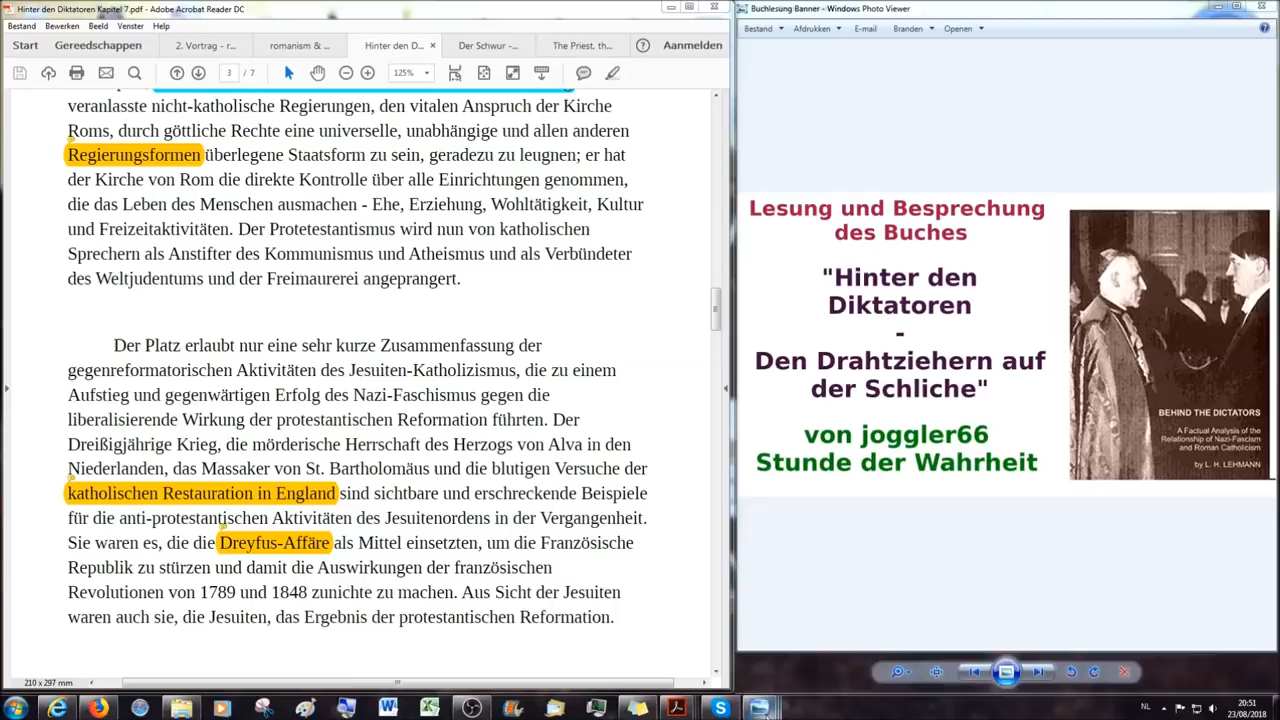 Hinter den Diktatoren Kapitel 7.pdf - Adobe Acrobat Reader DC
Bestand Bewerken Beeld Venster Help
Start Gereedschappen 2. Vortrag - r... romanism & ... Hinter den D... × Der Schwur -... The Priest, th... Aanmelden
3 / 7 125%
veranlasste nicht-katholische Regierungen, den vitalen Anspruch der Kirche
Roms, durch göttliche Rechte eine universelle, unabhängige und allen anderen
Regierungsformen überlegene Staatsform zu sein, geradezu zu leugnen; er hat
der Kirche von Rom die direkte Kontrolle über alle Einrichtungen genommen,
die das Leben des Menschen ausmachen - Ehe, Erziehung, Wohltätigkeit, Kultur
und Freizeitaktivitäten. Der Protetestantismus wird nun von katholischen
Sprechern als Anstifter des Kommunismus und Atheismus und als Verbündeter
des Weltjudentums und der Freimaurerei angeprangert.
Der Platz erlaubt nur eine sehr kurze Zusammenfassung der
gegenreformatorischen Aktivitäten des Jesuiten-Katholizismus, die zu einem
Aufstieg und gegenwärtigen Erfolg des Nazi-Faschismus gegen die
liberalisierende Wirkung der protestantischen Reformation führten. Der
Dreißigjährige Krieg, die mörderische Herrschaft des Herzogs von Alva in den
Niederlanden, das Massaker von St. Bartholomäus und die blutigen Versuche der
katholischen Restauration in England sind sichtbare und erschreckende Beispiele
für die anti-protestantischen Aktivitäten des Jesuitenordens in der Vergangenheit.
Sie waren es, die die Dreyfus-Affäre als Mittel einsetzten, um die Französische
Republik zu stürzen und damit die Auswirkungen der französischen
Revolutionen von 1789 und 1848 zunichte zu machen. Aus Sicht der Jesuiten
waren auch sie, die Jesuiten, das Ergebnis der protestantischen Reformation.
210 x 297 mm
Buchlesung Banner - Windows Photo Viewer
Bestand Afdrukken E-mail Branden Openen
Lesung und Besprechung
des Buches
"Hinter den
Diktatoren
-
Den Drahtziehern auf
der Schliche"
von joggler66
Stunde der Wahrheit
BEHIND THE DICTATORS
A Factual Analysis of the
Relationship of Nazi-Fascism
and Roman Catholicism
by L. H. LEHMANN
NL
20:51
23/08/2018